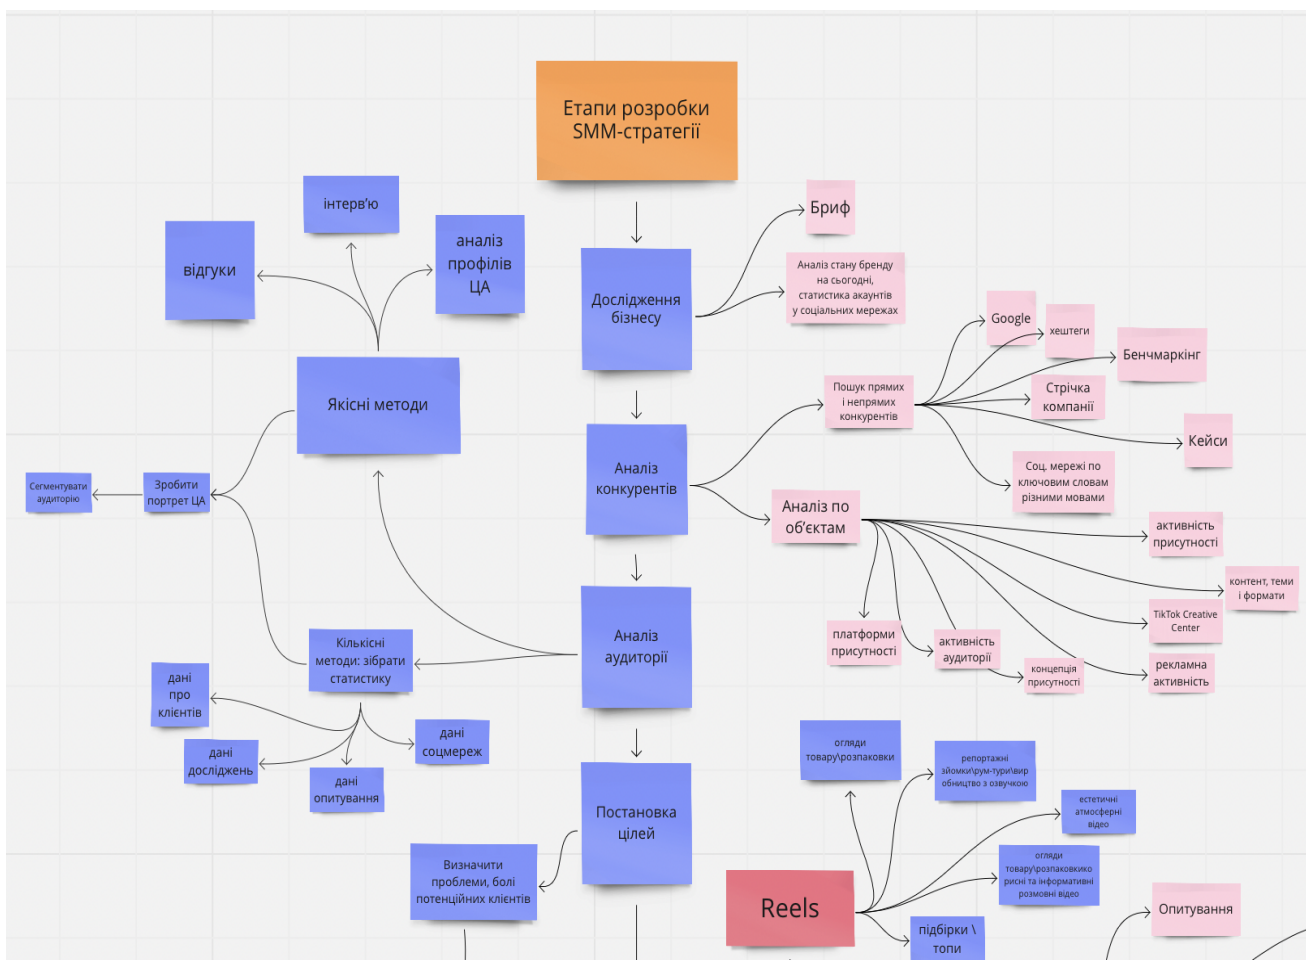 Етапи розробки
SMM-стратегії
інтерв'ю
відгуки
аналіз
профілів
ЦА
Якісні методи
Сегментувати
аудиторію
Зробити
портрет ЦА
Кількісні
методи: зібрати
статистику
дані
про
клієнтів
дані
досліджень
дані
опитування
дані
соцмереж
Дослідження
бізнесу
Аналіз
конкурентів
Аналіз
аудиторії
Постановка
цілей
Визначити
проблеми, болі
потенційних клієнтів
Бриф
Аналіз стану бренду
на сьогодні,
статистика акаунтів
у соціальних мережах
Пошук прямих
і непрямих
конкурентів
Google
хештеги
Бенчмаркінг
Стрічка
компанії
Кейси
Соц. мережі по
ключовим словам
різними мовами
Аналіз по
об'єктам
активність
присутності
контент, теми
і формати
TikTok Creative
Center
рекламна
активність
концепція
присутності
активність
аудиторії
платформи
присутності
огляди
товару\розпаковки
репортажні
зйомки\рум-тури\вир
обництво з озвучкою
естетичні
атмосферні
відео
огляди
товару\розпаковкико
рисні та інформативні
розмовні відео
Reels
підбірки \
топи
Опитування